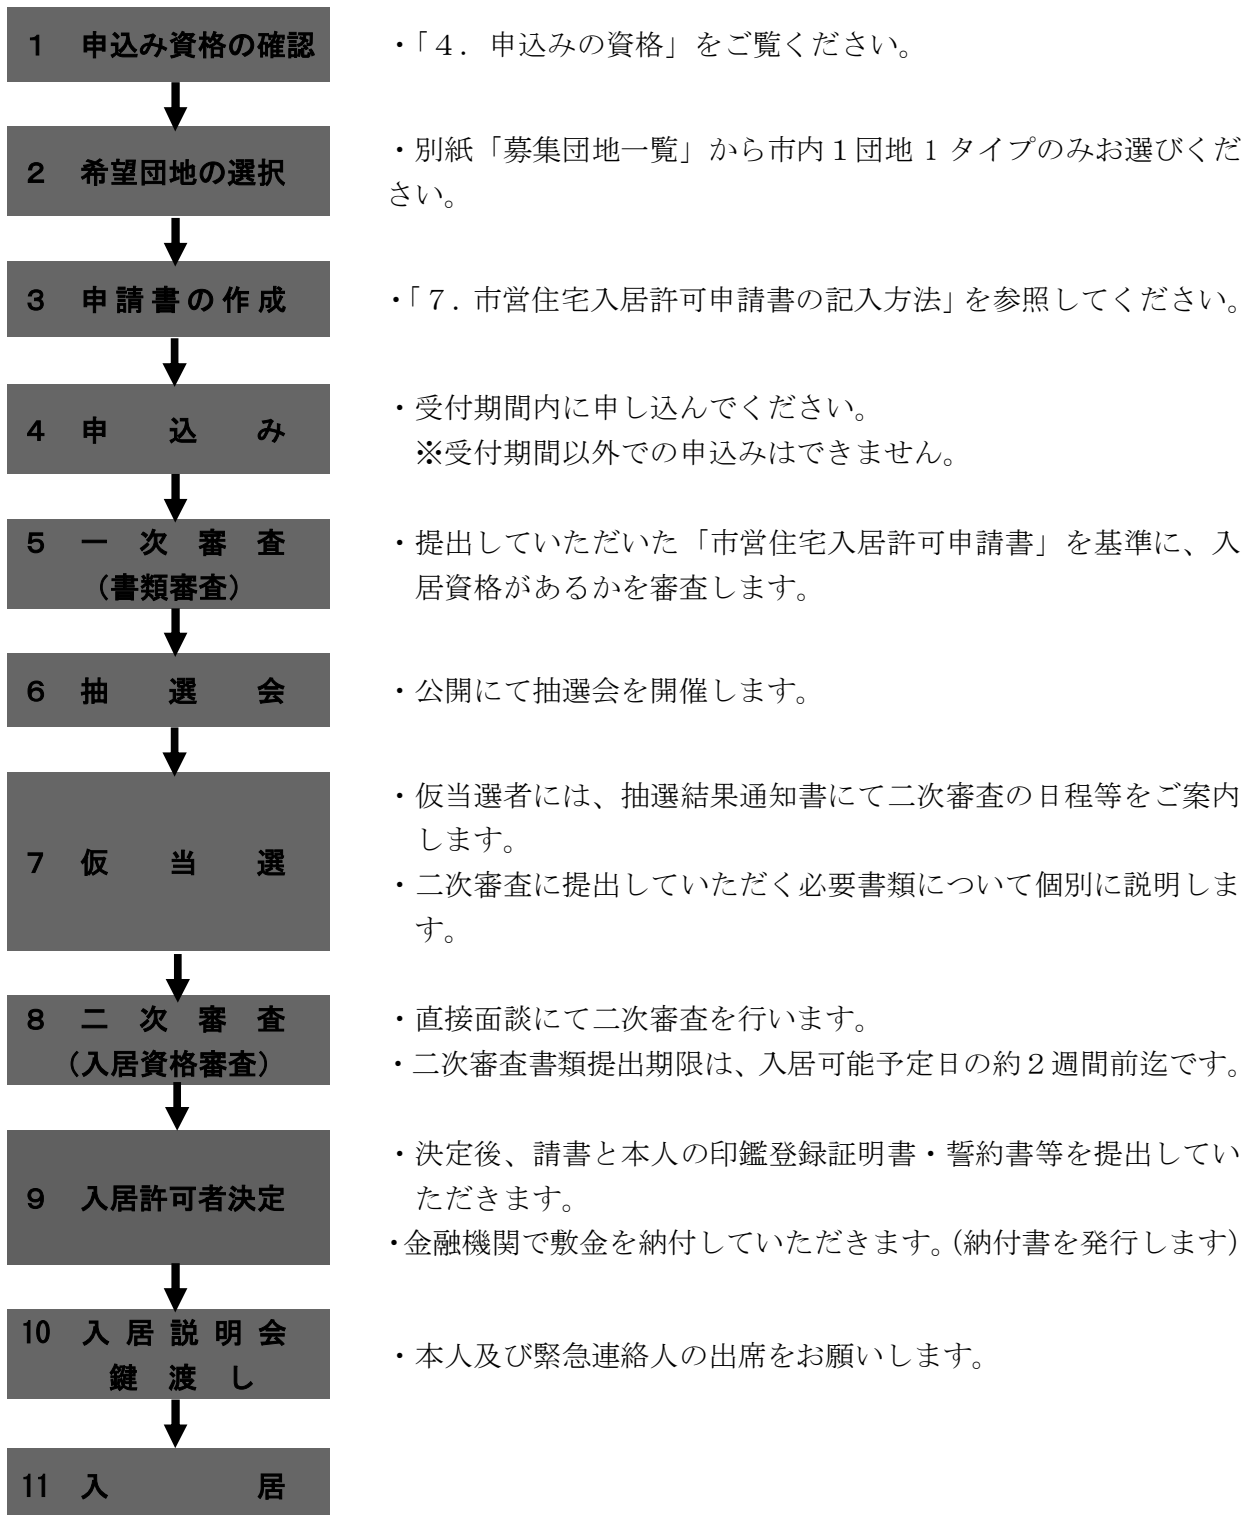 1 申込み資格の確認
・「４．申込みの資格」をご覧ください。
2 希望団地の選択
・別紙「募集団地一覧」から市内１団地１タイプのみお選びくだ
さい。
3 申請書の作成
・「７．市営住宅入居許可申請書の記入方法」を参照してください。
4 申込み
・受付期間内に申し込んでください。
※受付期間以外での申込みはできません。
5 一次審査
（書類審査）
・提出していただいた「市営住宅入居許可申請書」を基準に、入
居資格があるかを審査します。
6 抽選会
・公開にて抽選会を開催します。
7 仮当選
・仮当選者には、抽選結果通知書にて二次審査の日程等をご案内
します。
・二次審査に提出していただく必要書類について個別に説明しま
す。
8 二次審査
（入居資格審査）
・直接面談にて二次審査を行います。
・二次審査書類提出期限は、入居可能予定日の約２週間前迄です。
9 入居許可者決定
・決定後、請書と本人の印鑑登録証明書・誓約書等を提出してい
ただきます。
・金融機関で敷金を納付していただきます。（納付書を発行します）
10 入居説明会
鍵渡し
・本人及び緊急連絡人の出席をお願いします。
11 入居